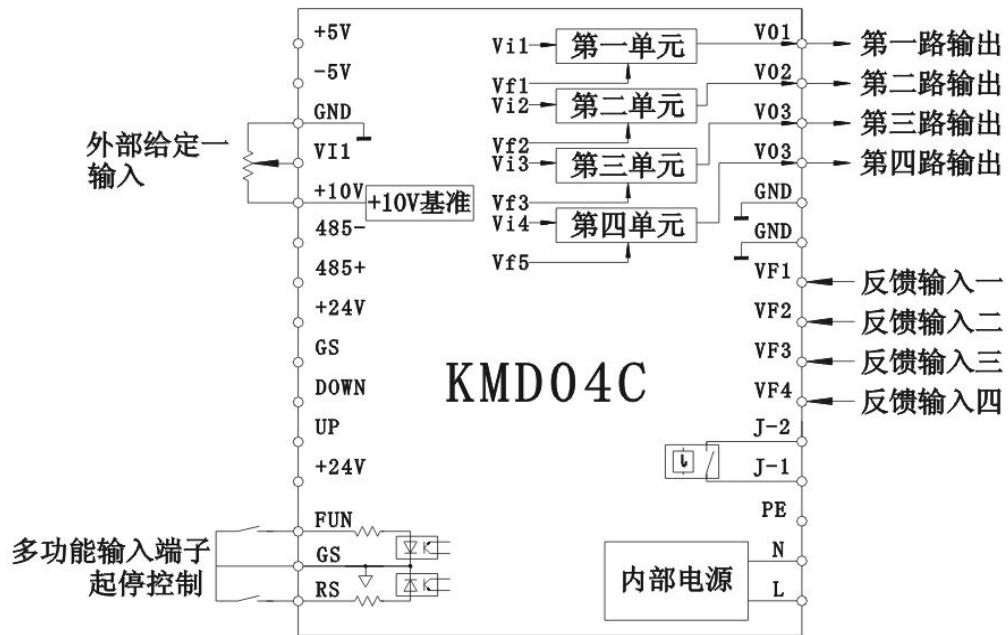 +5V
-5V
GND
外部给定一
输入
VI1
+10V
+10V基准
485-
485+
+24V
GS
DOWN
UP
+24V
FUN
多功能输入端子
起停控制
GS
RS
Vi1
第一单元
VO1
第一路输出
Vf1
Vi2
第二单元
VO2
第二路输出
Vf2
Vi3
第三单元
VO3
第三路输出
Vf3
Vi4
第四单元
VO3
第四路输出
Vf5
GND
GND
VF1
反馈输入一
VF2
反馈输入二
VF3
反馈输入三
VF4
反馈输入四
KMD04C
J-2
J-1
PE
内部电源
N
L